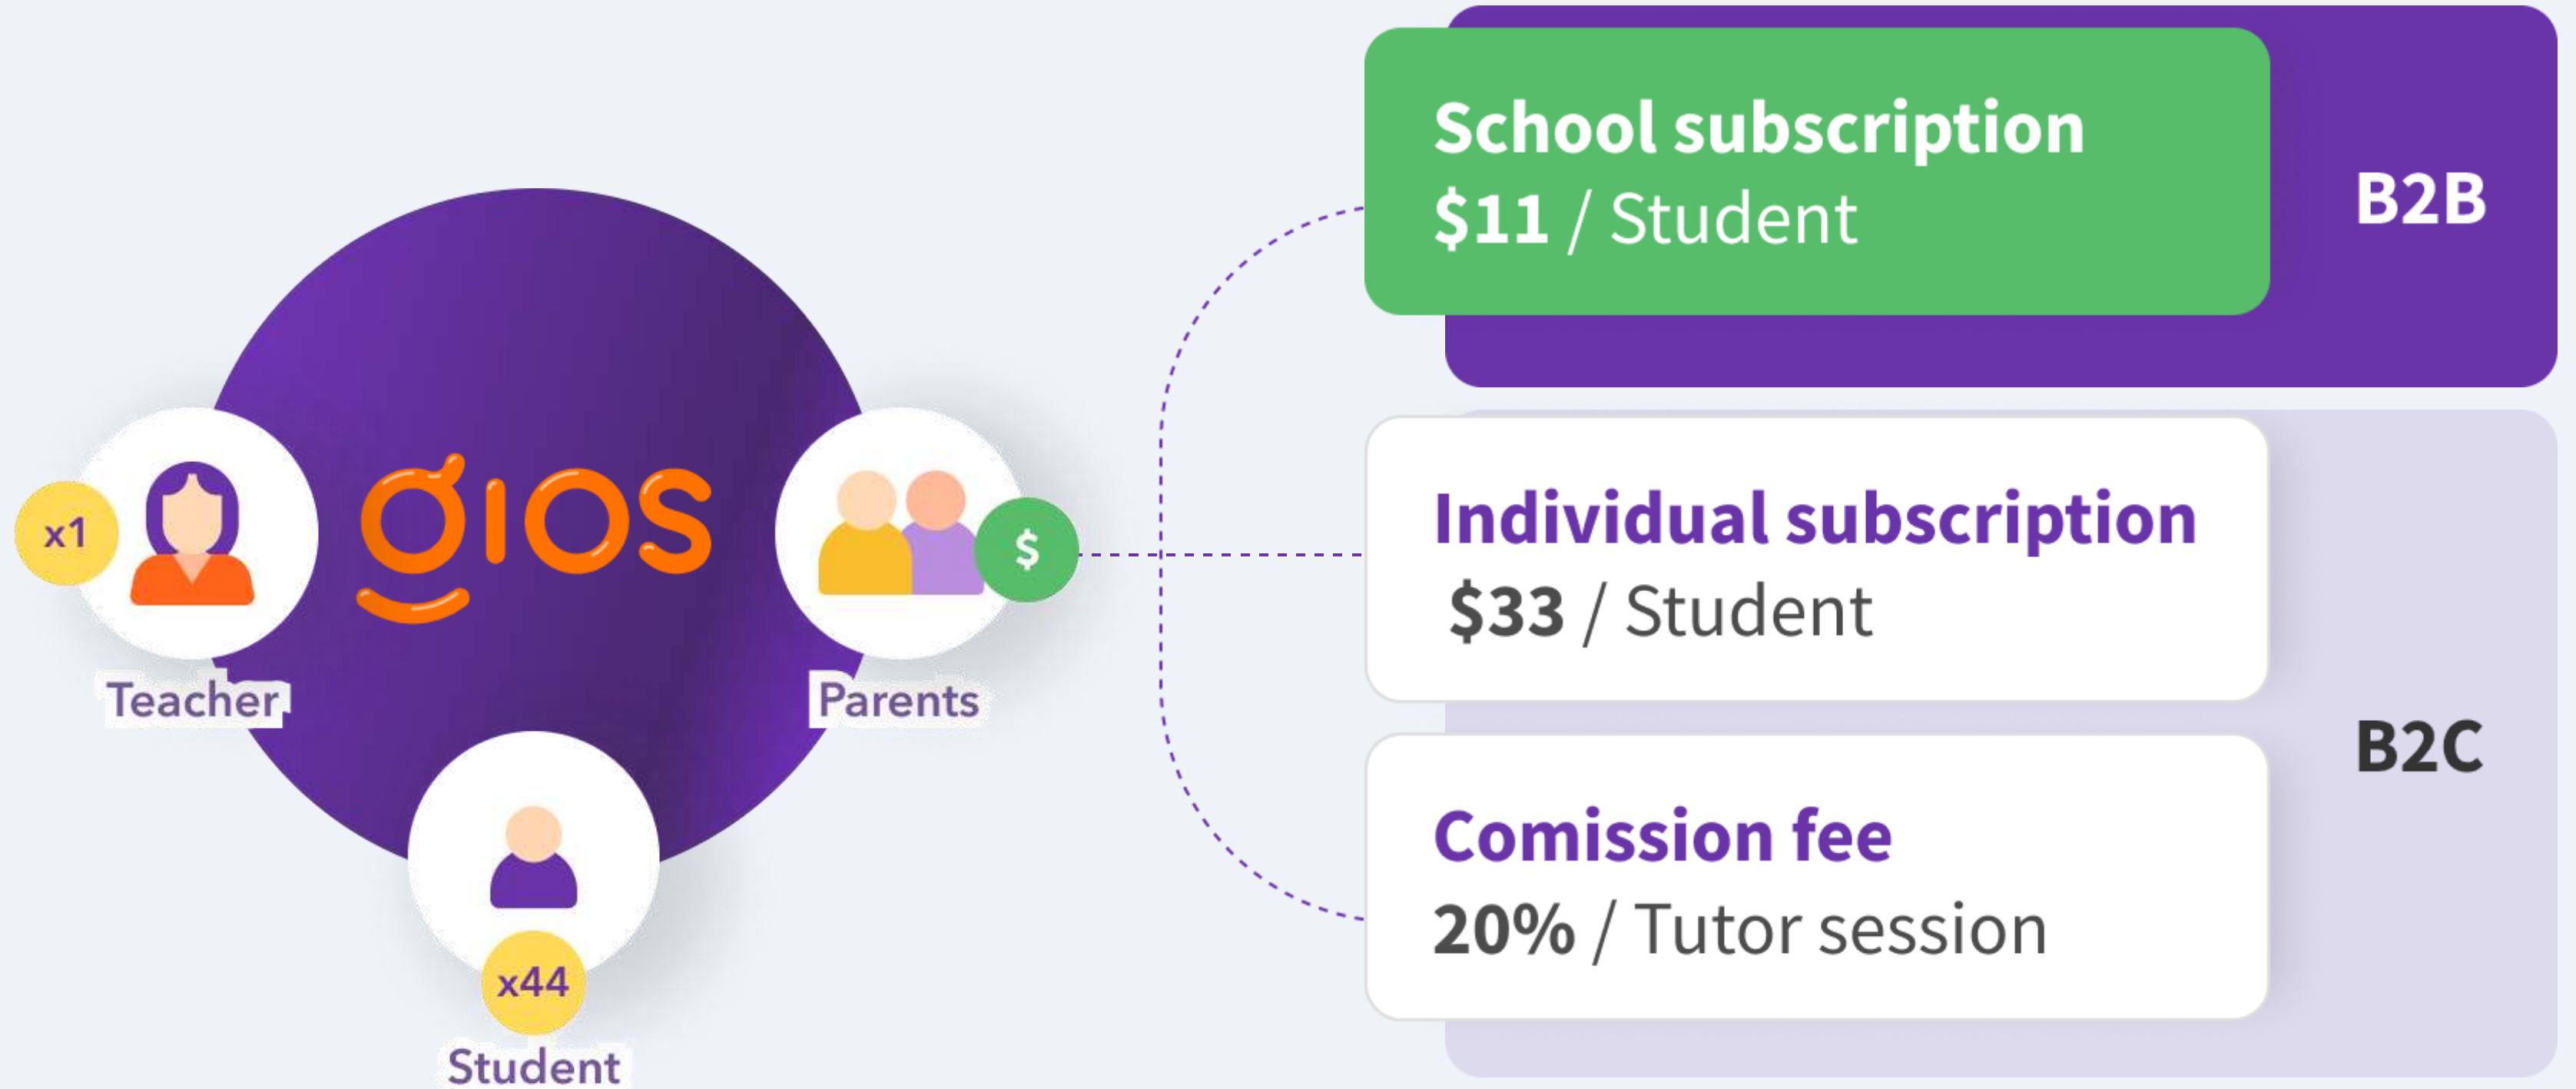 x1
gios
$
Teacher
Parents
x44
Student
School subscription
$11 / Student
B2B
Individual subscription
$33 / Student
Comission fee
20% / Tutor session
B2C